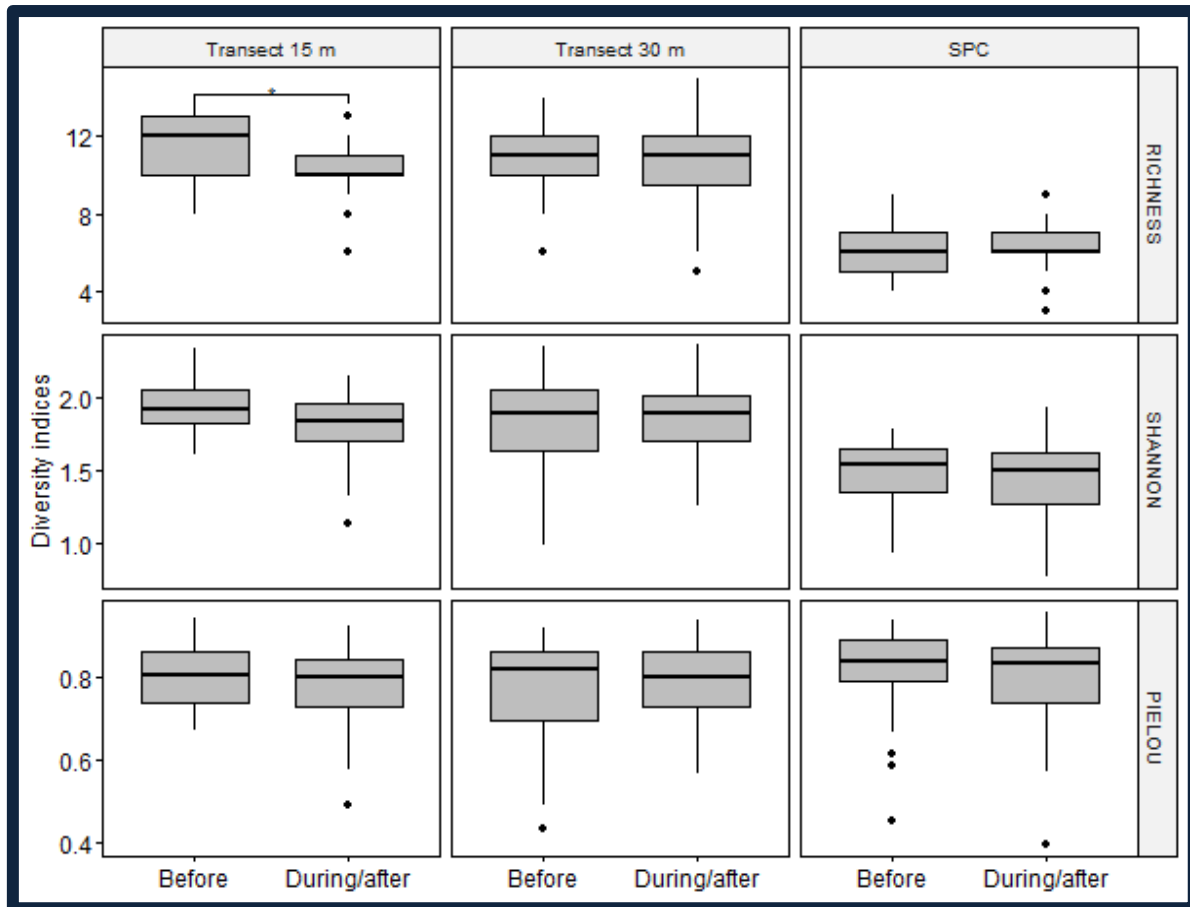 Transect 15 m
Transect 30 m
SPC
*
12
8
4
RICHNESS
Diversity indices
2.0
1.5
1.0
SHANNON
0.8
0.6
0.4
PIELOU
Before
During/after
Before
During/after
Before
During/after